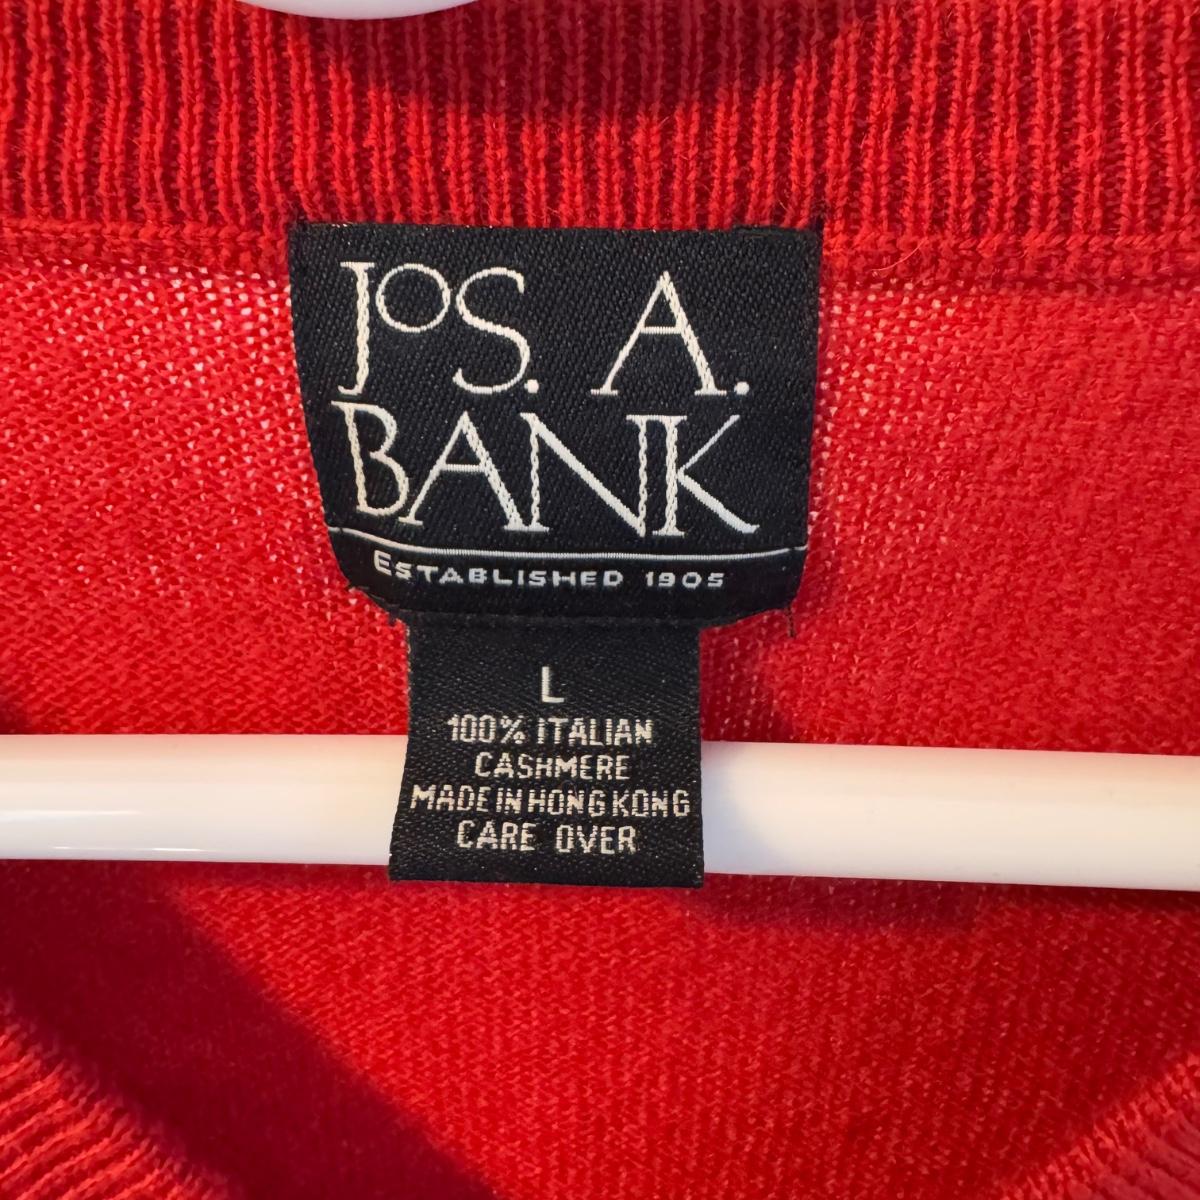 JOS. A.
BANK
ESTABLISHED 1905
L
100% ITALIAN
CASHMERE
MADE IN HONG KONG
CARE OVER